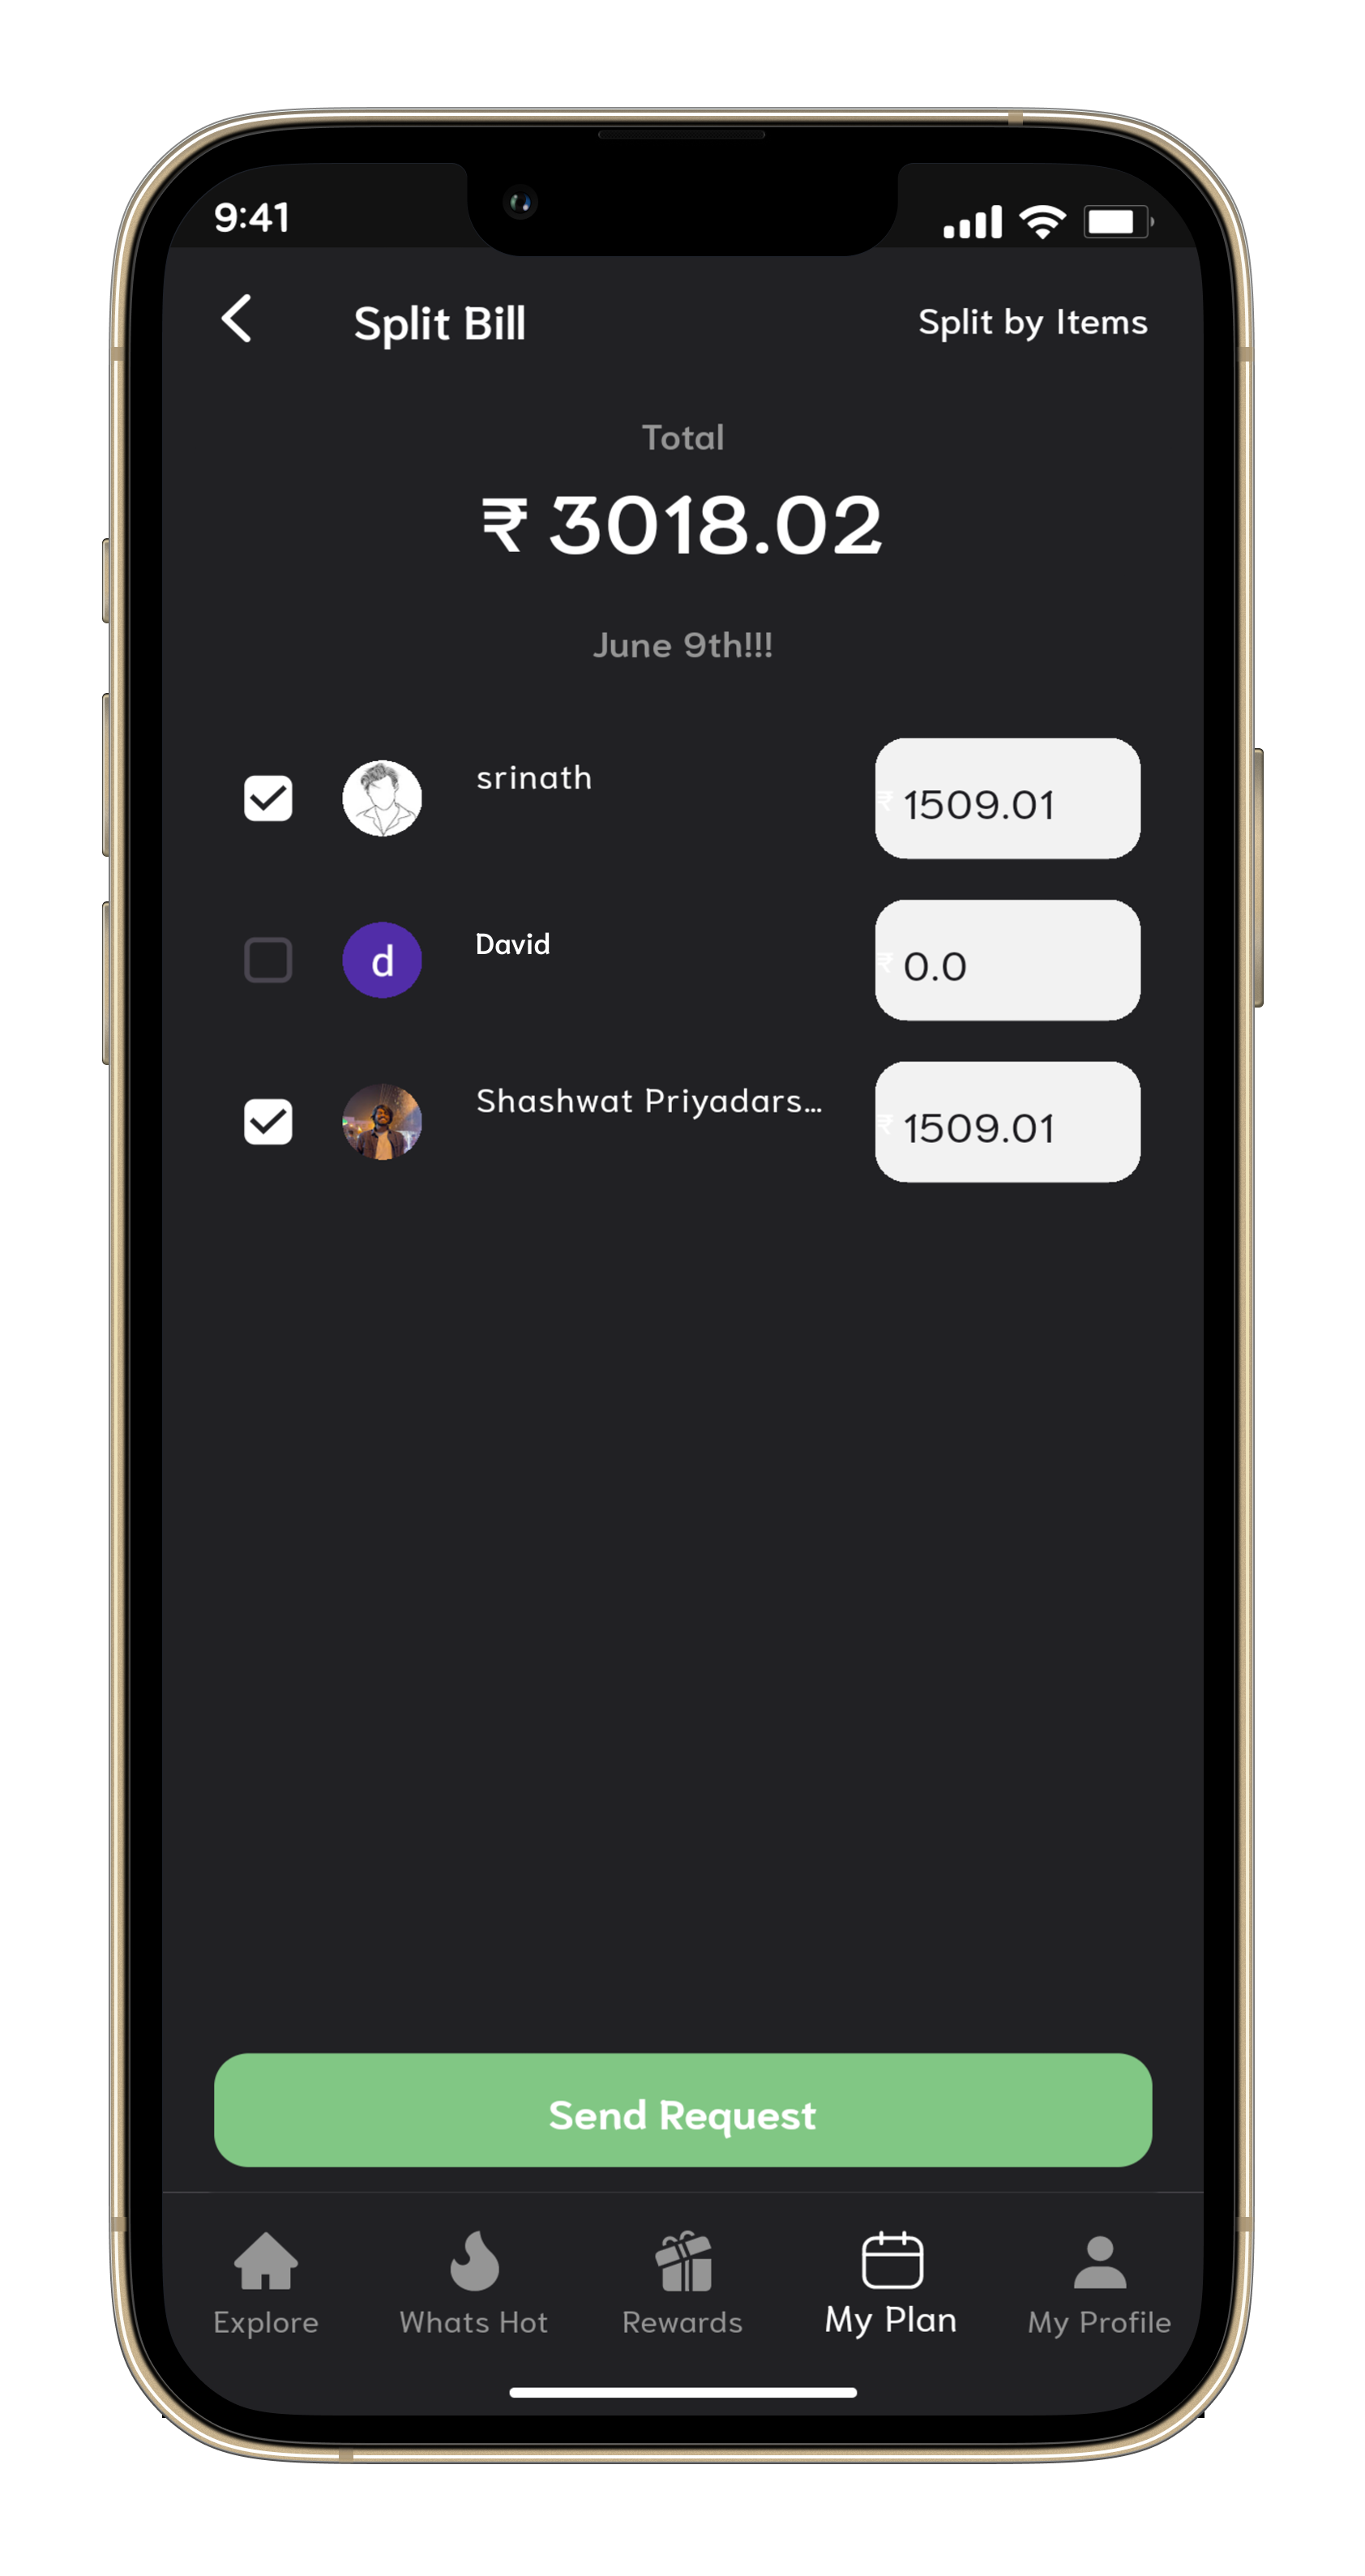 9:41
Split Bill
Split by Items
Total
₹ 3018.02
June 9th!!!
srinath
₹ 1509.01
d
David
₹ 0.0
Shashwat Priyadars...
₹ 1509.01
Send Request
Explore
Whats Hot
Rewards
My Plan
My Profile